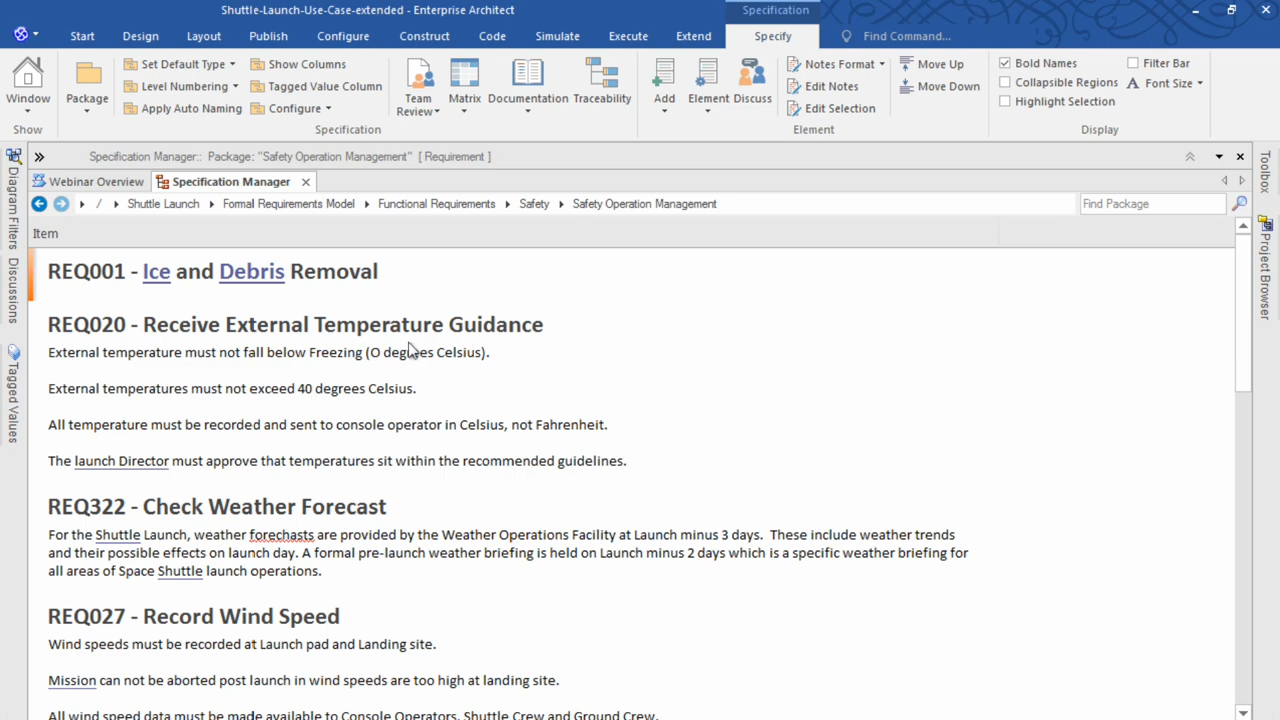 Shuttle-Launch-Use-Case-extended - Enterprise Architect
Specification
Start Design Layout Publish Configure Construct Code Simulate Execute Extend Specify Find Command...
Window
Show
Package
Set Default Type
Level Numbering
Apply Auto Naming
Show Columns
Tagged Value Column
Configure
Team
Review
Matrix
Documentation
Traceability
Specification
Add
Element
Discuss
Notes Format
Edit Notes
Edit Selection
Move Up
Move Down
Element
Bold Names
Collapsible Regions
Highlight Selection
Filter Bar
Font Size
Display
Specification Manager:: Package: "Safety Operation Management" [ Requirement ]
Webinar Overview
Specification Manager
/ Shuttle Launch Formal Requirements Model Functional Requirements Safety Safety Operation Management
Find Package
Diagram Filters
Discussions
Tagged Values
Toolbox
Project Browser
Item
REQ001 - Ice and Debris Removal
REQ020 - Receive External Temperature Guidance
External temperature must not fall below Freezing (O degrees Celsius).
External temperatures must not exceed 40 degrees Celsius.
All temperature must be recorded and sent to console operator in Celsius, not Fahrenheit.
The launch Director must approve that temperatures sit within the recommended guidelines.
REQ322 - Check Weather Forecast
For the Shuttle Launch, weather forechasts are provided by the Weather Operations Facility at Launch minus 3 days.  These include weather trends
and their possible effects on launch day. A formal pre-launch weather briefing is held on Launch minus 2 days which is a specific weather briefing for
all areas of Space Shuttle launch operations.
REQ027 - Record Wind Speed
Wind speeds must be recorded at Launch pad and Landing site.
Mission can not be aborted post launch in wind speeds are too high at landing site.
All wind speed data must be made available to Console Operators, Shuttle Crew and Ground Crew.